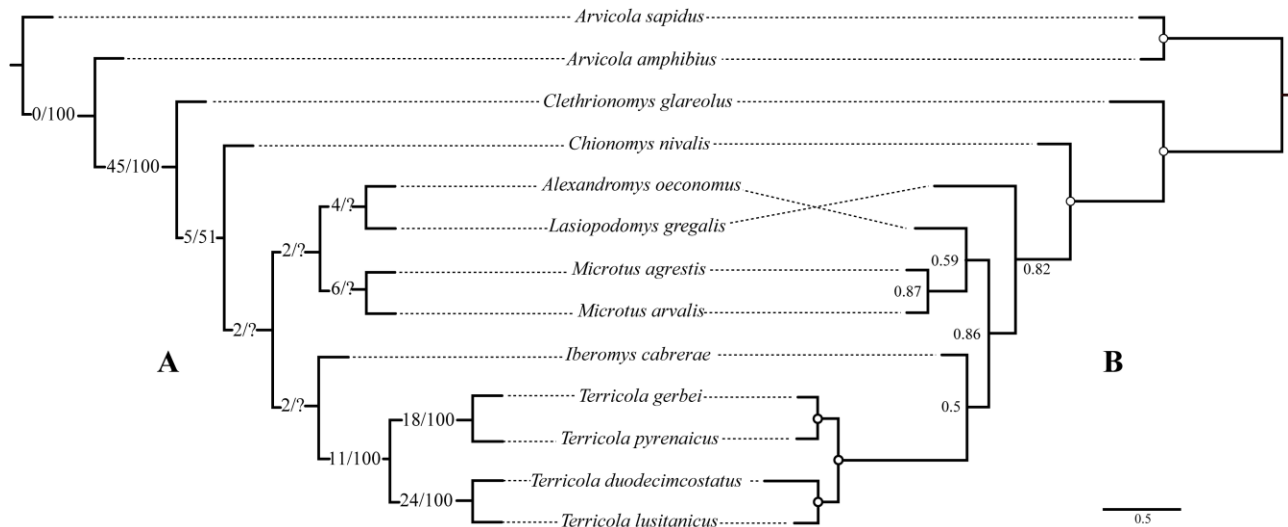 Arvicola sapidus
Arvicola amphibius
0/100
Clethrionomys glareolus
Chionomys nivalis
45/100
Alexandromys oeconomus
4/?
Lasiopodomys gregalis
5/51
2/?
0.59
0.82
Microtus agrestis
6/?
0.87
Microtus arvalis
2/?
0.86
A
Iberomys cabrerae
B
Terricola gerbei
2/?
0.5
18/100
Terricola pyrenaicus
11/100
Terricola duodecimcostatus
24/100
Terricola lusitanicus
0.5